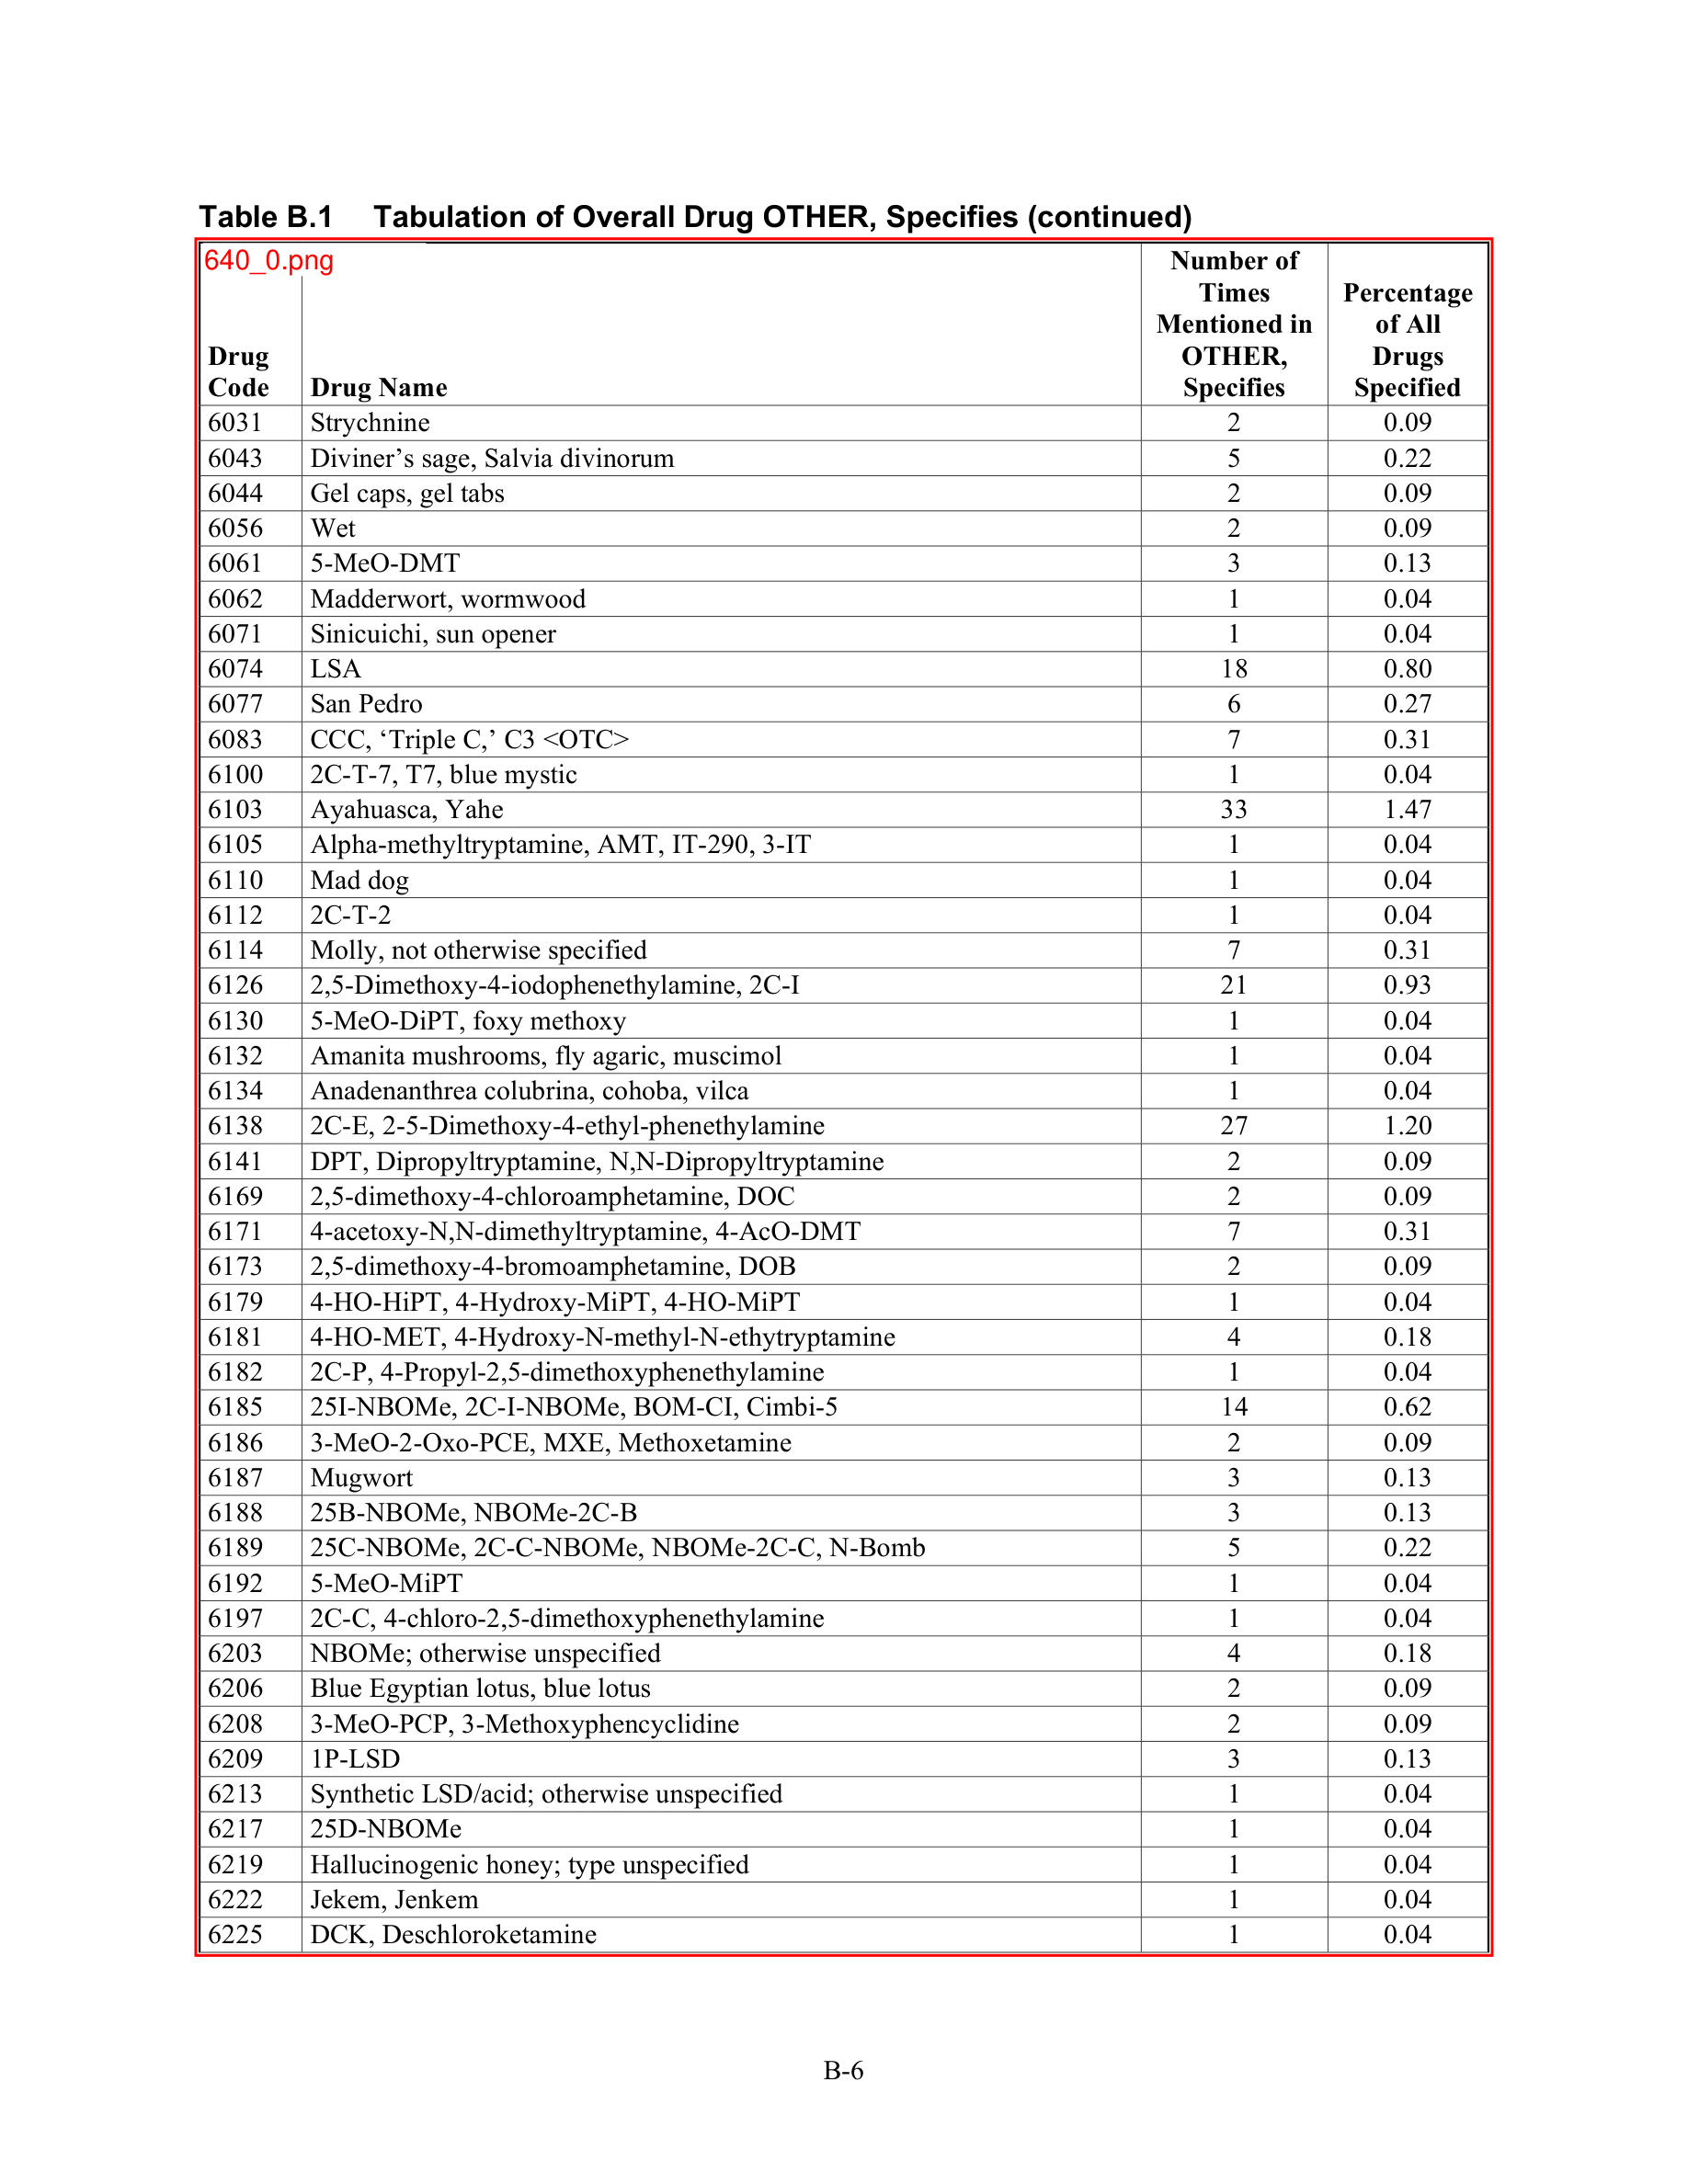 Table B.1 Tabulation of Overall Drug OTHER, Specifies (continued)
640_0.png
Drug Code Drug Name Number of Times Mentioned in OTHER, Specifies Percentage of All Drugs Specified
6031 Strychnine 2 0.09
6043 Diviner’s sage, Salvia divinorum 5 0.22
6044 Gel caps, gel tabs 2 0.09
6056 Wet 2 0.09
6061 5-MeO-DMT 3 0.13
6062 Madderwort, wormwood 1 0.04
6071 Sinicuichi, sun opener 1 0.04
6074 LSA 18 0.80
6077 San Pedro 6 0.27
6083 CCC, ‘Triple C,’ C3 <OTC> 7 0.31
6100 2C-T-7, T7, blue mystic 1 0.04
6103 Ayahuasca, Yahe 33 1.47
6105 Alpha-methyltryptamine, AMT, IT-290, 3-IT 1 0.04
6110 Mad dog 1 0.04
6112 2C-T-2 1 0.04
6114 Molly, not otherwise specified 7 0.31
6126 2,5-Dimethoxy-4-iodophenethylamine, 2C-I 21 0.93
6130 5-MeO-DiPT, foxy methoxy 1 0.04
6132 Amanita mushrooms, fly agaric, muscimol 1 0.04
6134 Anadenanthrea colubrina, cohoba, vilca 1 0.04
6138 2C-E, 2-5-Dimethoxy-4-ethyl-phenethylamine 27 1.20
6141 DPT, Dipropyltryptamine, N,N-Dipropyltryptamine 2 0.09
6169 2,5-dimethoxy-4-chloroamphetamine, DOC 2 0.09
6171 4-acetoxy-N,N-dimethyltryptamine, 4-AcO-DMT 7 0.31
6173 2,5-dimethoxy-4-bromoamphetamine, DOB 2 0.09
6179 4-HO-HiPT, 4-Hydroxy-MiPT, 4-HO-MiPT 1 0.04
6181 4-HO-MET, 4-Hydroxy-N-methyl-N-ethytryptamine 4 0.18
6182 2C-P, 4-Propyl-2,5-dimethoxyphenethylamine 1 0.04
6185 25I-NBOMe, 2C-I-NBOMe, BOM-CI, Cimbi-5 14 0.62
6186 3-MeO-2-Oxo-PCE, MXE, Methoxetamine 2 0.09
6187 Mugwort 3 0.13
6188 25B-NBOMe, NBOMe-2C-B 3 0.13
6189 25C-NBOMe, 2C-C-NBOMe, NBOMe-2C-C, N-Bomb 5 0.22
6192 5-MeO-MiPT 1 0.04
6197 2C-C, 4-chloro-2,5-dimethoxyphenethylamine 1 0.04
6203 NBOMe; otherwise unspecified 4 0.18
6206 Blue Egyptian lotus, blue lotus 2 0.09
6208 3-MeO-PCP, 3-Methoxyphencyclidine 2 0.09
6209 1P-LSD 3 0.13
6213 Synthetic LSD/acid; otherwise unspecified 1 0.04
6217 25D-NBOMe 1 0.04
6219 Hallucinogenic honey; type unspecified 1 0.04
6222 Jekem, Jenkem 1 0.04
6225 DCK, Deschloroketamine 1 0.04
B-6